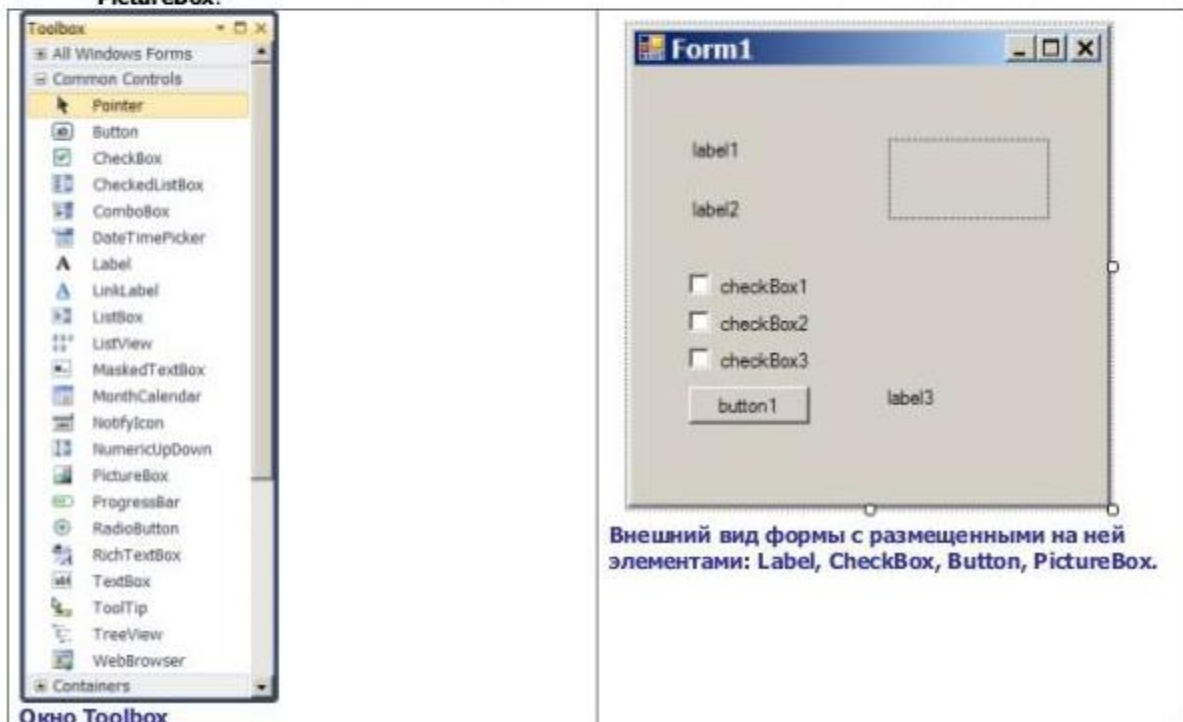 PictureBox.
Toolbox
All Windows Forms
Common Controls
Pointer
Button
CheckBox
CheckedListBox
ComboBox
DateTimePicker
Label
LinkLabel
ListBox
ListView
MaskedTextBox
MonthCalendar
NotifyIcon
NumericUpDown
PictureBox
ProgressBar
RadioButton
RichTextBox
TextBox
ToolTip
TreeView
WebBrowser
Containers
Окно Toolbox
Form1
label1
label2
checkBox1
checkBox2
checkBox3
button1
label3
Внешний вид формы с размещенными на ней
элементами: Label, CheckBox, Button, PictureBox.